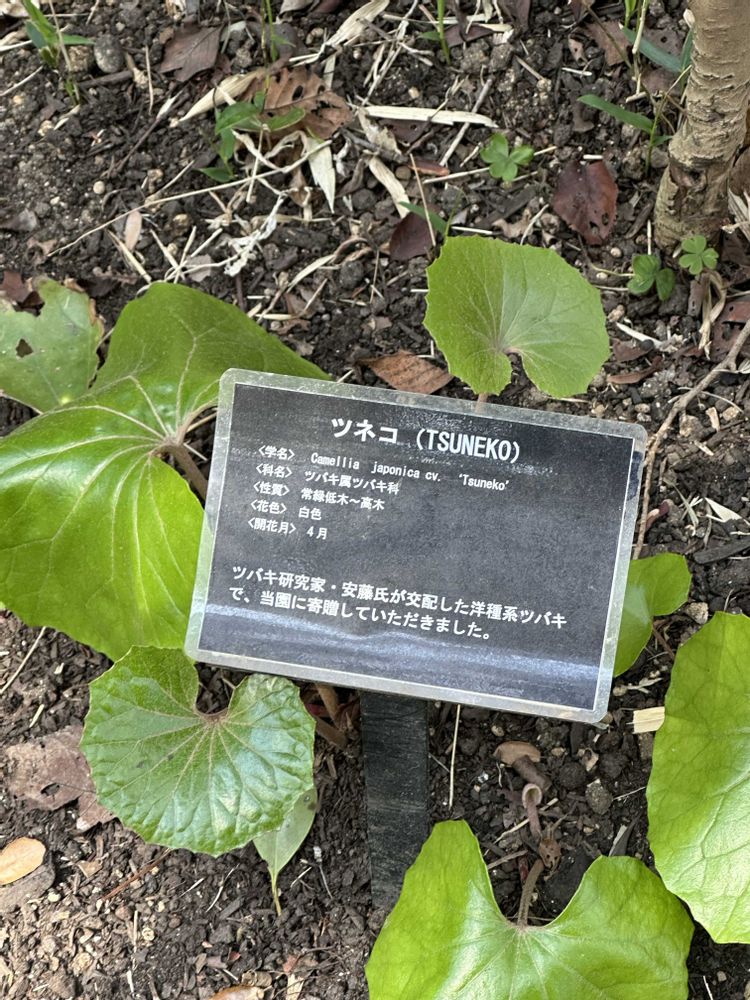 ツネコ (TSUNEKO)
<学名> Camellia japonica cv. 'Tsuneko'
<科名> ツバキ属ツバキ科
<性質> 常緑低木～高木
<花色> 白色
<開花月> 4月
ツバキ研究家・安藤氏が交配した洋種系ツバキ
で、当園に寄贈していただきました。